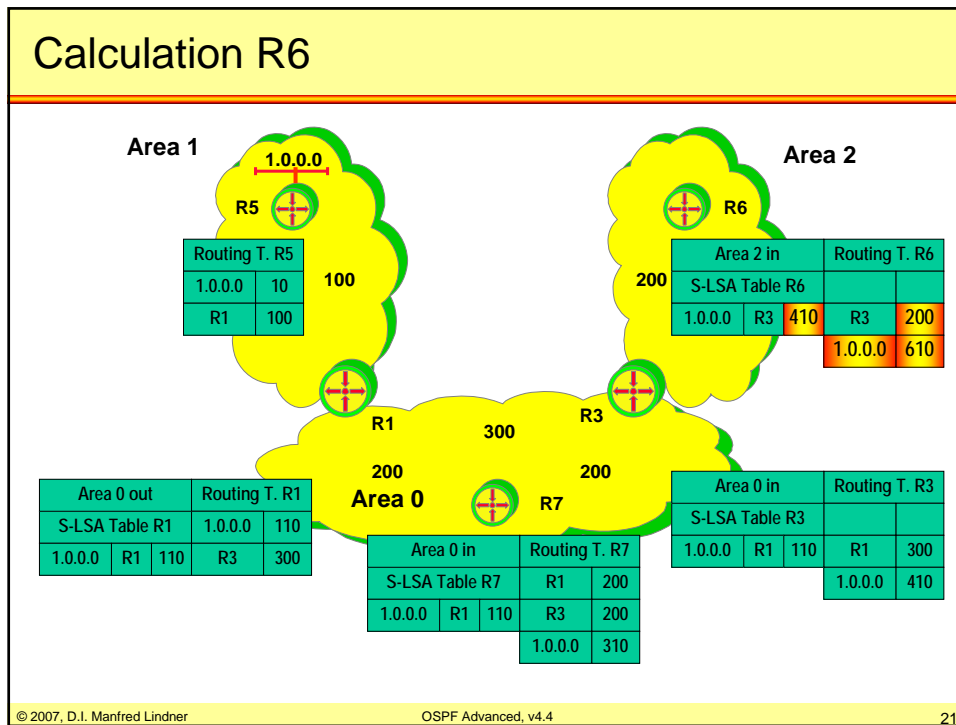 Calculation R6
Area 1
1.0.0.0
Area 2
R5
R6
Routing T. R5
1.0.0.0 10
R1 100
100
200
Area 2 in Routing T. R6
S-LSA Table R6
1.0.0.0 R3 410 R3 200
1.0.0.0 610
R1
300
R3
200
200
Area 0
R7
Area 0 out Routing T. R1
S-LSA Table R1 1.0.0.0 110
1.0.0.0 R1 110 R3 300
Area 0 in Routing T. R7
S-LSA Table R7 R1 200
1.0.0.0 R1 110 R3 200
1.0.0.0 310
Area 0 in Routing T. R3
S-LSA Table R3
1.0.0.0 R1 110 R1 300
1.0.0.0 410
© 2007, D.I. Manfred Lindner
OSPF Advanced, v4.4
21